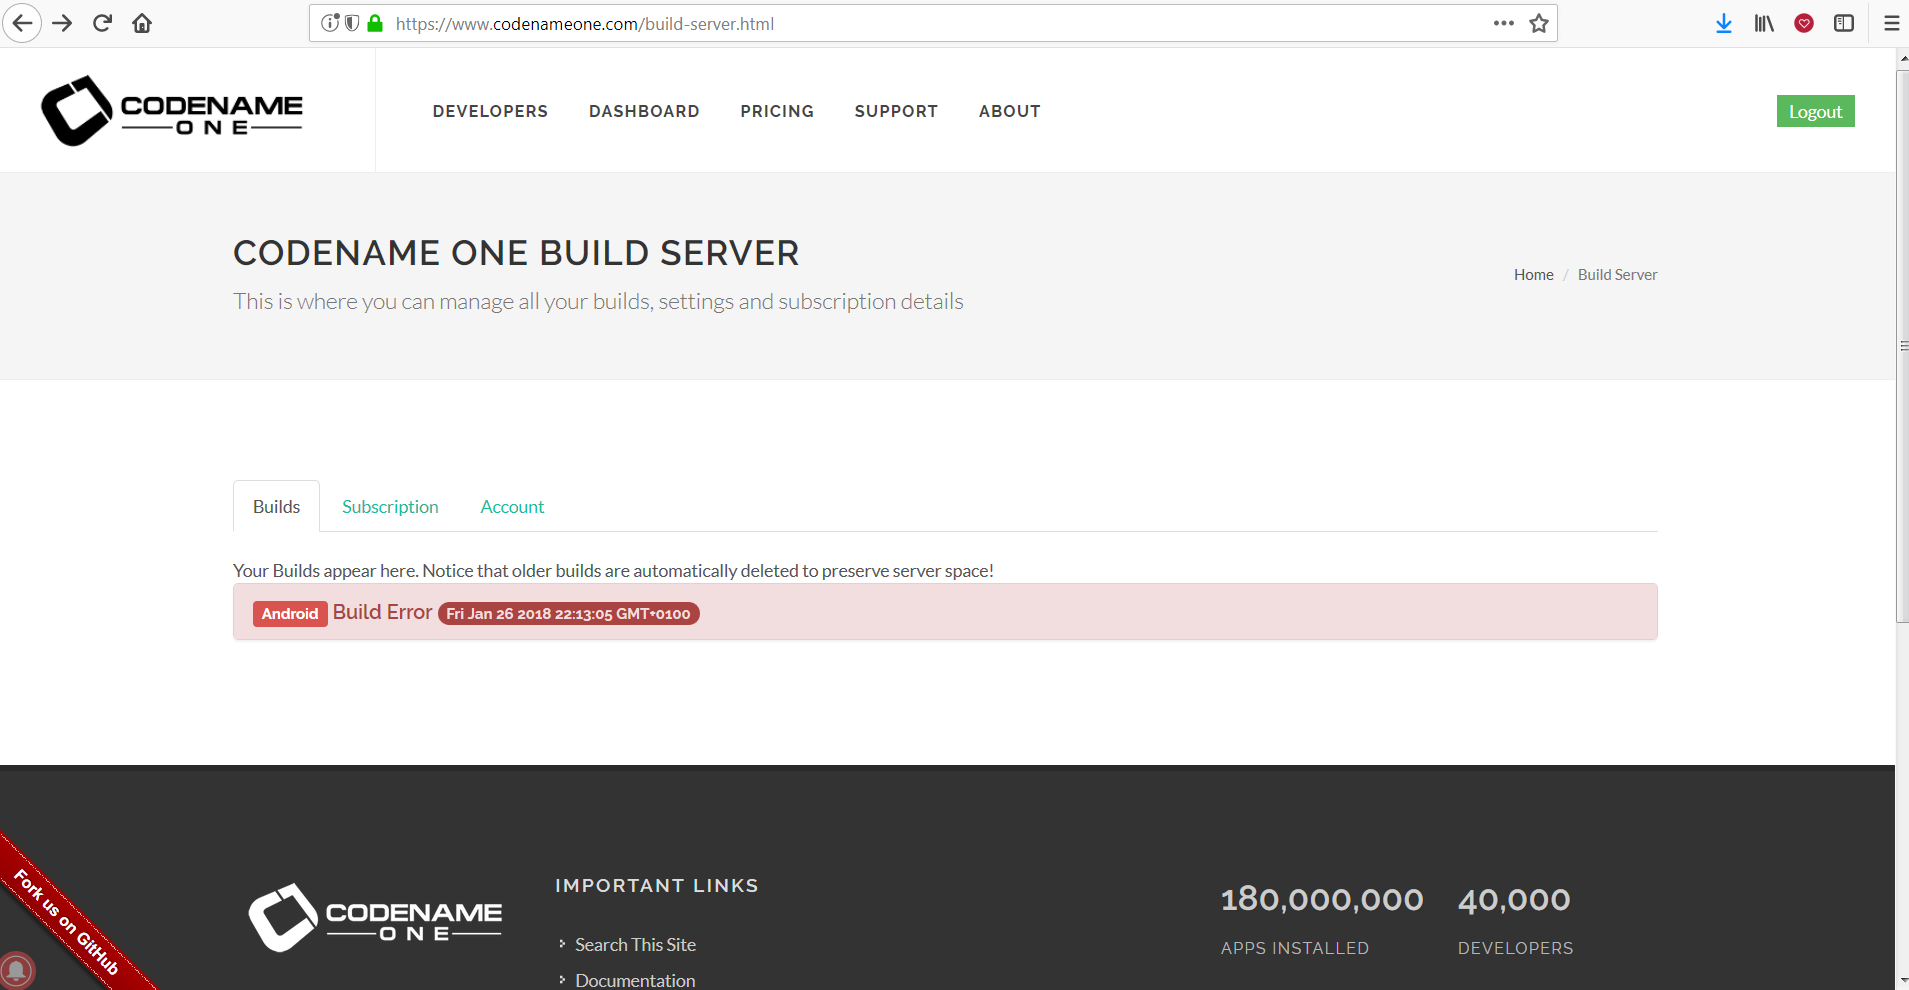 https://www.codenameone.com/build-server.html
CODENAME
ONE
DEVELOPERS DASHBOARD PRICING SUPPORT ABOUT
Logout
CODENAME ONE BUILD SERVER
This is where you can manage all your builds, settings and subscription details
Home / Build Server
Builds Subscription Account
Your Builds appear here. Notice that older builds are automatically deleted to preserve server space!
Android Build Error Fri Jan 26 2018 22:13:05 GMT+0100
Fork us on GitHub
CODENAME
ONE
IMPORTANT LINKS
Search This Site
Documentation
180,000,000
APPS INSTALLED
40,000
DEVELOPERS